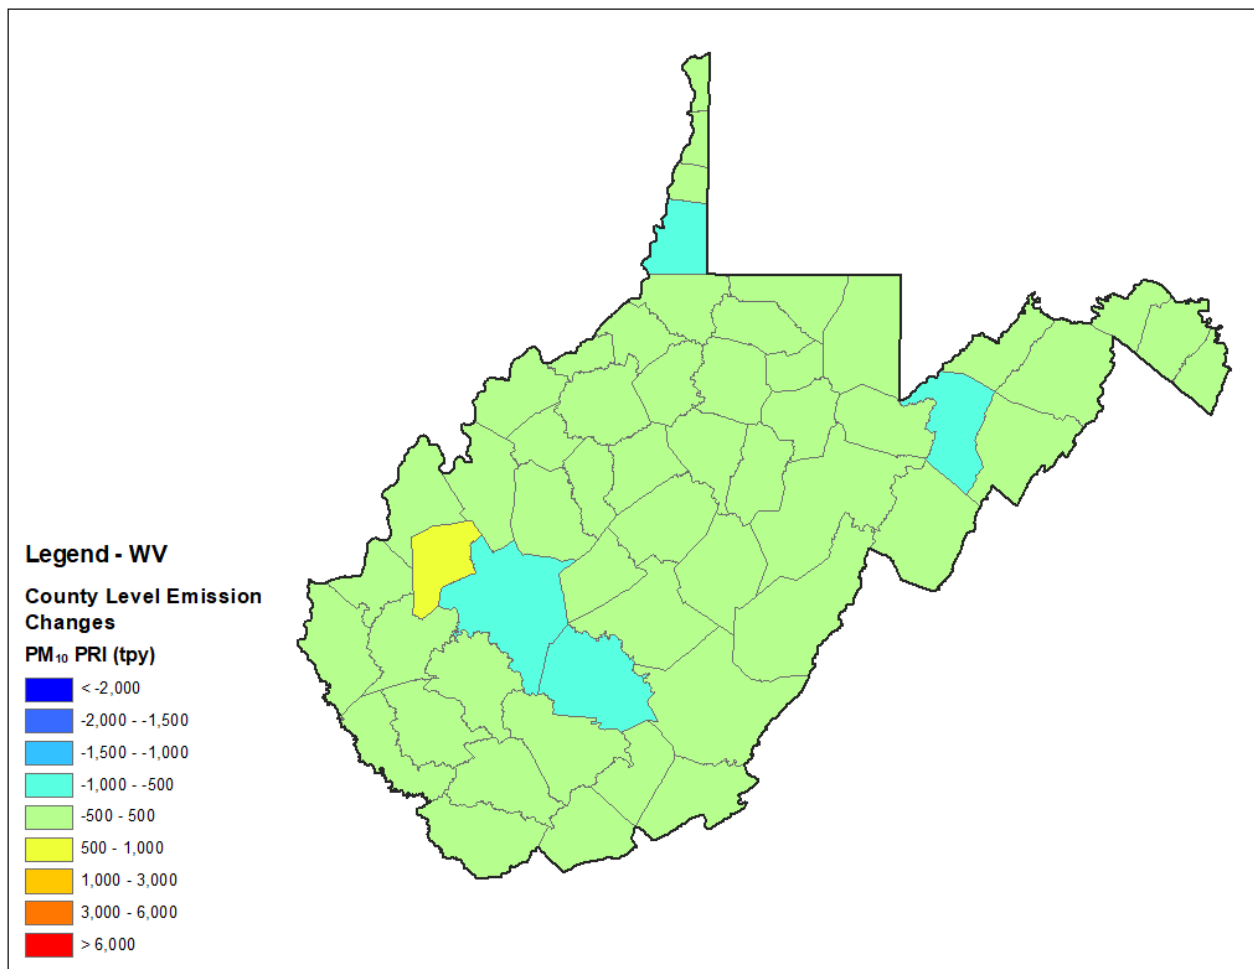 Legend - WV
County Level Emission
Changes
PM₁₀ PRI (tpy)
< -2,000
-2,000 - -1,500
-1,500 - -1,000
-1,000 - -500
-500 - 500
500 - 1,000
1,000 - 3,000
3,000 - 6,000
> 6,000